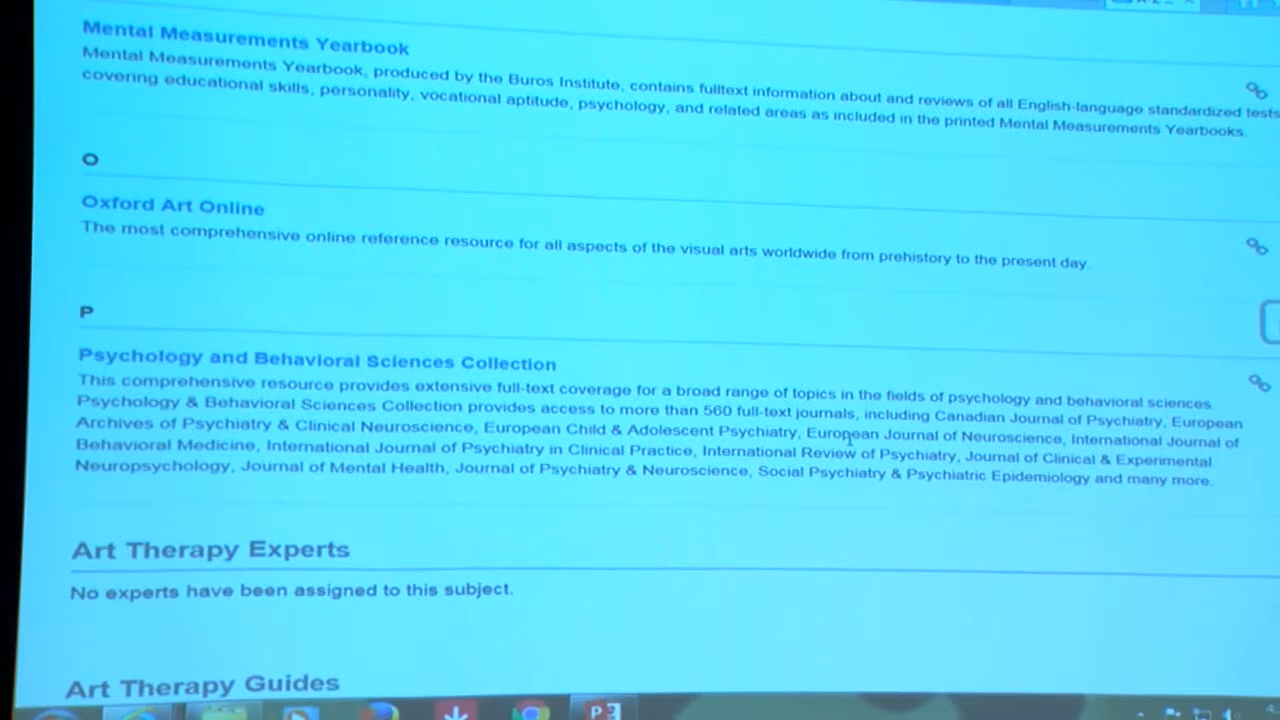 Mental Measurements Yearbook
Mental Measurements Yearbook, produced by the Buros Institute, contains fulltext information about and reviews of all English-language standardized tests
covering educational skills, personality, vocational aptitude, psychology, and related areas as included in the printed Mental Measurements Yearbooks.
O
Oxford Art Online
The most comprehensive online reference resource for all aspects of the visual arts worldwide from prehistory to the present day.
P
Psychology and Behavioral Sciences Collection
This comprehensive resource provides extensive full-text coverage for a broad range of topics in the fields of psychology and behavioral sciences.
Psychology & Behavioral Sciences Collection provides access to more than 560 full-text journals, including Canadian Journal of Psychiatry, European
Archives of Psychiatry & Clinical Neuroscience, European Child & Adolescent Psychiatry, European Journal of Neuroscience, International Journal of
Behavioral Medicine, International Journal of Psychiatry in Clinical Practice, International Review of Psychiatry, Journal of Clinical & Experimental
Neuropsychology, Journal of Mental Health, Journal of Psychiatry & Neuroscience, Social Psychiatry & Psychiatric Epidemiology and many more.
Art Therapy Experts
No experts have been assigned to this subject.
Art Therapy Guides